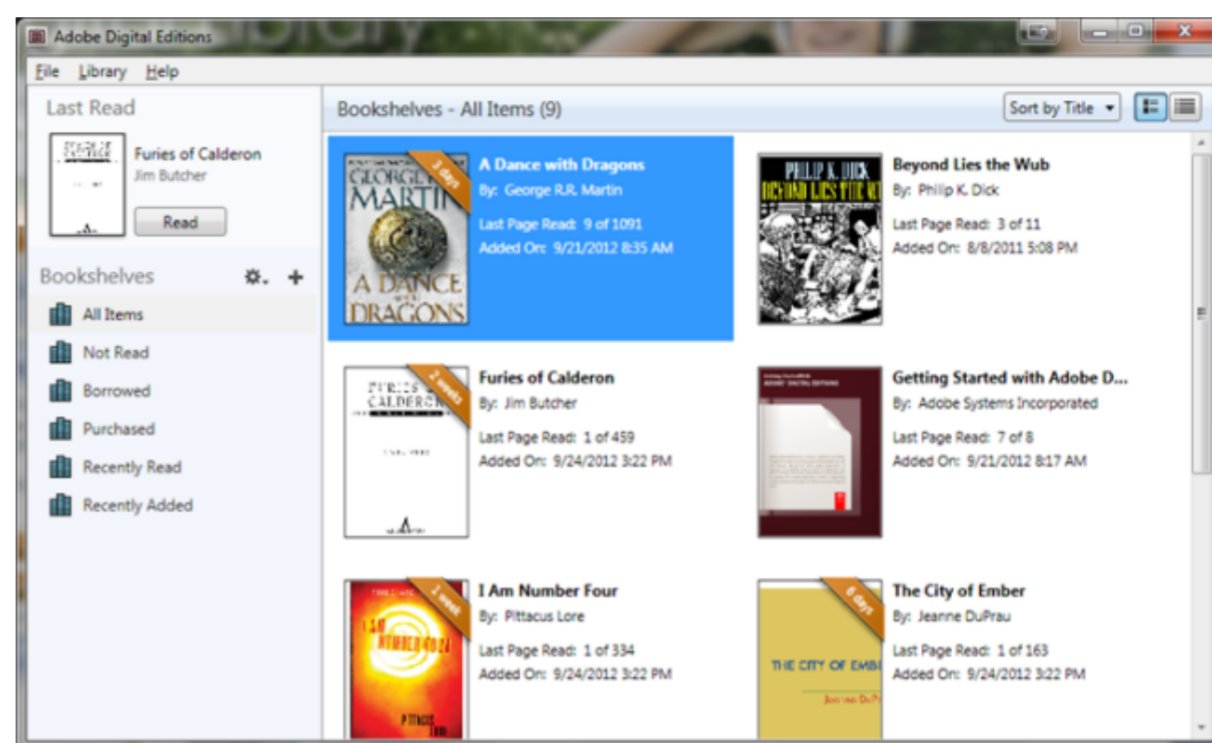 Library
Adobe Digital Editions
File Library Help
Last Read
Furies of Calderon
Jim Butcher
Read
Bookshelves
All Items
Not Read
Borrowed
Purchased
Recently Read
Recently Added
Bookshelves - All Items (9)
Sort by Title
3 days
GEORGE R.R.
MARTIN
A DANCE
WITH
DRAGONS
A Dance with Dragons
By: George R.R. Martin
Last Page Read: 9 of 1091
Added On: 9/21/2012 8:35 AM
PHILIP K. DICK
BEYOND LIES THE WUB
Beyond Lies the Wub
By: Philip K. Dick
Last Page Read: 3 of 11
Added On: 8/8/2011 5:08 PM
2 weeks
FURIES OF
CALDERON
Furies of Calderon
By: Jim Butcher
Last Page Read: 1 of 459
Added On: 9/24/2012 3:22 PM
Getting Started with Adobe D...
By: Adobe Systems Incorporated
Last Page Read: 7 of 8
Added On: 9/21/2012 8:17 AM
1 week
I AM
NUMBER FOUR
PITTACUS
LORE
I Am Number Four
By: Pittacus Lore
Last Page Read: 1 of 334
Added On: 9/24/2012 3:22 PM
6 days
THE CITY OF EMB
Jeanne DuPr
The City of Ember
By: Jeanne DuPrau
Last Page Read: 1 of 163
Added On: 9/24/2012 3:22 PM